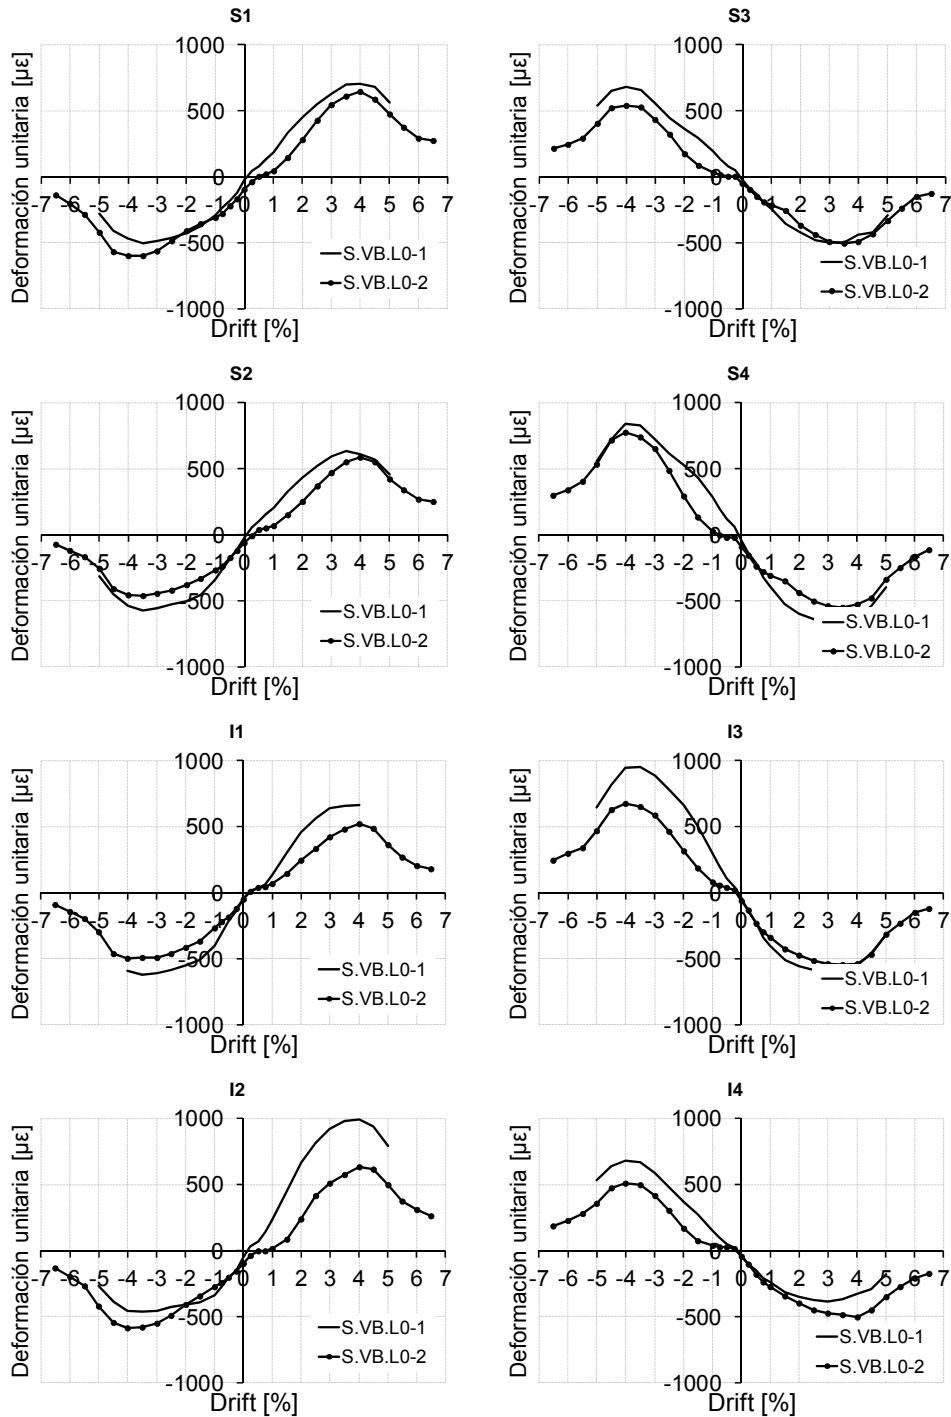 S1
Deformación unitaria [με]
1000
500
0
-500
-1000
-7 -6 -5 -4 -3 -2 -1 0 1 2 3 4 5 6 7
S.VB.L0-1
S.VB.L0-2
Drift [%]
S3
Deformación unitaria [με]
1000
500
0
-500
-1000
-7 -6 -5 -4 -3 -2 -1 0 1 2 3 4 5 6 7
S.VB.L0-1
S.VB.L0-2
Drift [%]
S2
Deformación unitaria [με]
1000
500
0
-500
-1000
-7 -6 -5 -4 -3 -2 -1 0 1 2 3 4 5 6 7
S.VB.L0-1
S.VB.L0-2
Drift [%]
S4
Deformación unitaria [με]
1000
500
0
-500
-1000
-7 -6 -5 -4 -3 -2 -1 0 1 2 3 4 5 6 7
S.VB.L0-1
S.VB.L0-2
Drift [%]
I1
Deformación unitaria [με]
1000
500
0
-500
-1000
-7 -6 -5 -4 -3 -2 -1 0 1 2 3 4 5 6 7
S.VB.L0-1
S.VB.L0-2
Drift [%]
I3
Deformación unitaria [με]
1000
500
0
-500
-1000
-7 -6 -5 -4 -3 -2 -1 0 1 2 3 4 5 6 7
S.VB.L0-1
S.VB.L0-2
Drift [%]
I2
Deformación unitaria [με]
1000
500
0
-500
-1000
-7 -6 -5 -4 -3 -2 -1 0 1 2 3 4 5 6 7
S.VB.L0-1
S.VB.L0-2
Drift [%]
I4
Deformación unitaria [με]
1000
500
0
-500
-1000
-7 -6 -5 -4 -3 -2 -1 0 1 2 3 4 5 6 7
S.VB.L0-1
S.VB.L0-2
Drift [%]